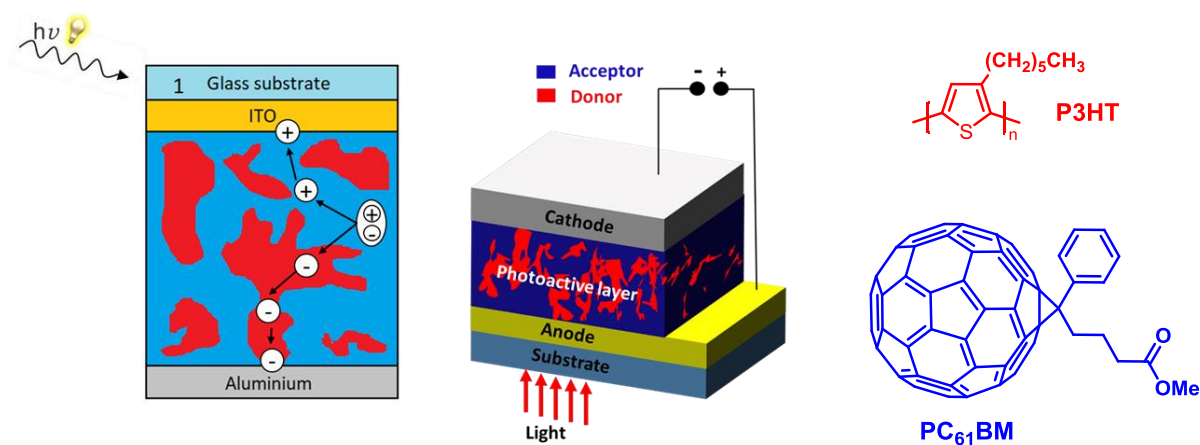 hν
1 Glass substrate
ITO
+
+
+
-
-
-
-
Aluminium
Acceptor
Donor
- +
Cathode
Photoactive layer
Anode
Substrate
Light
(CH₂)₅CH₃
S
n
P3HT
O
OMe
PC₆₁BM